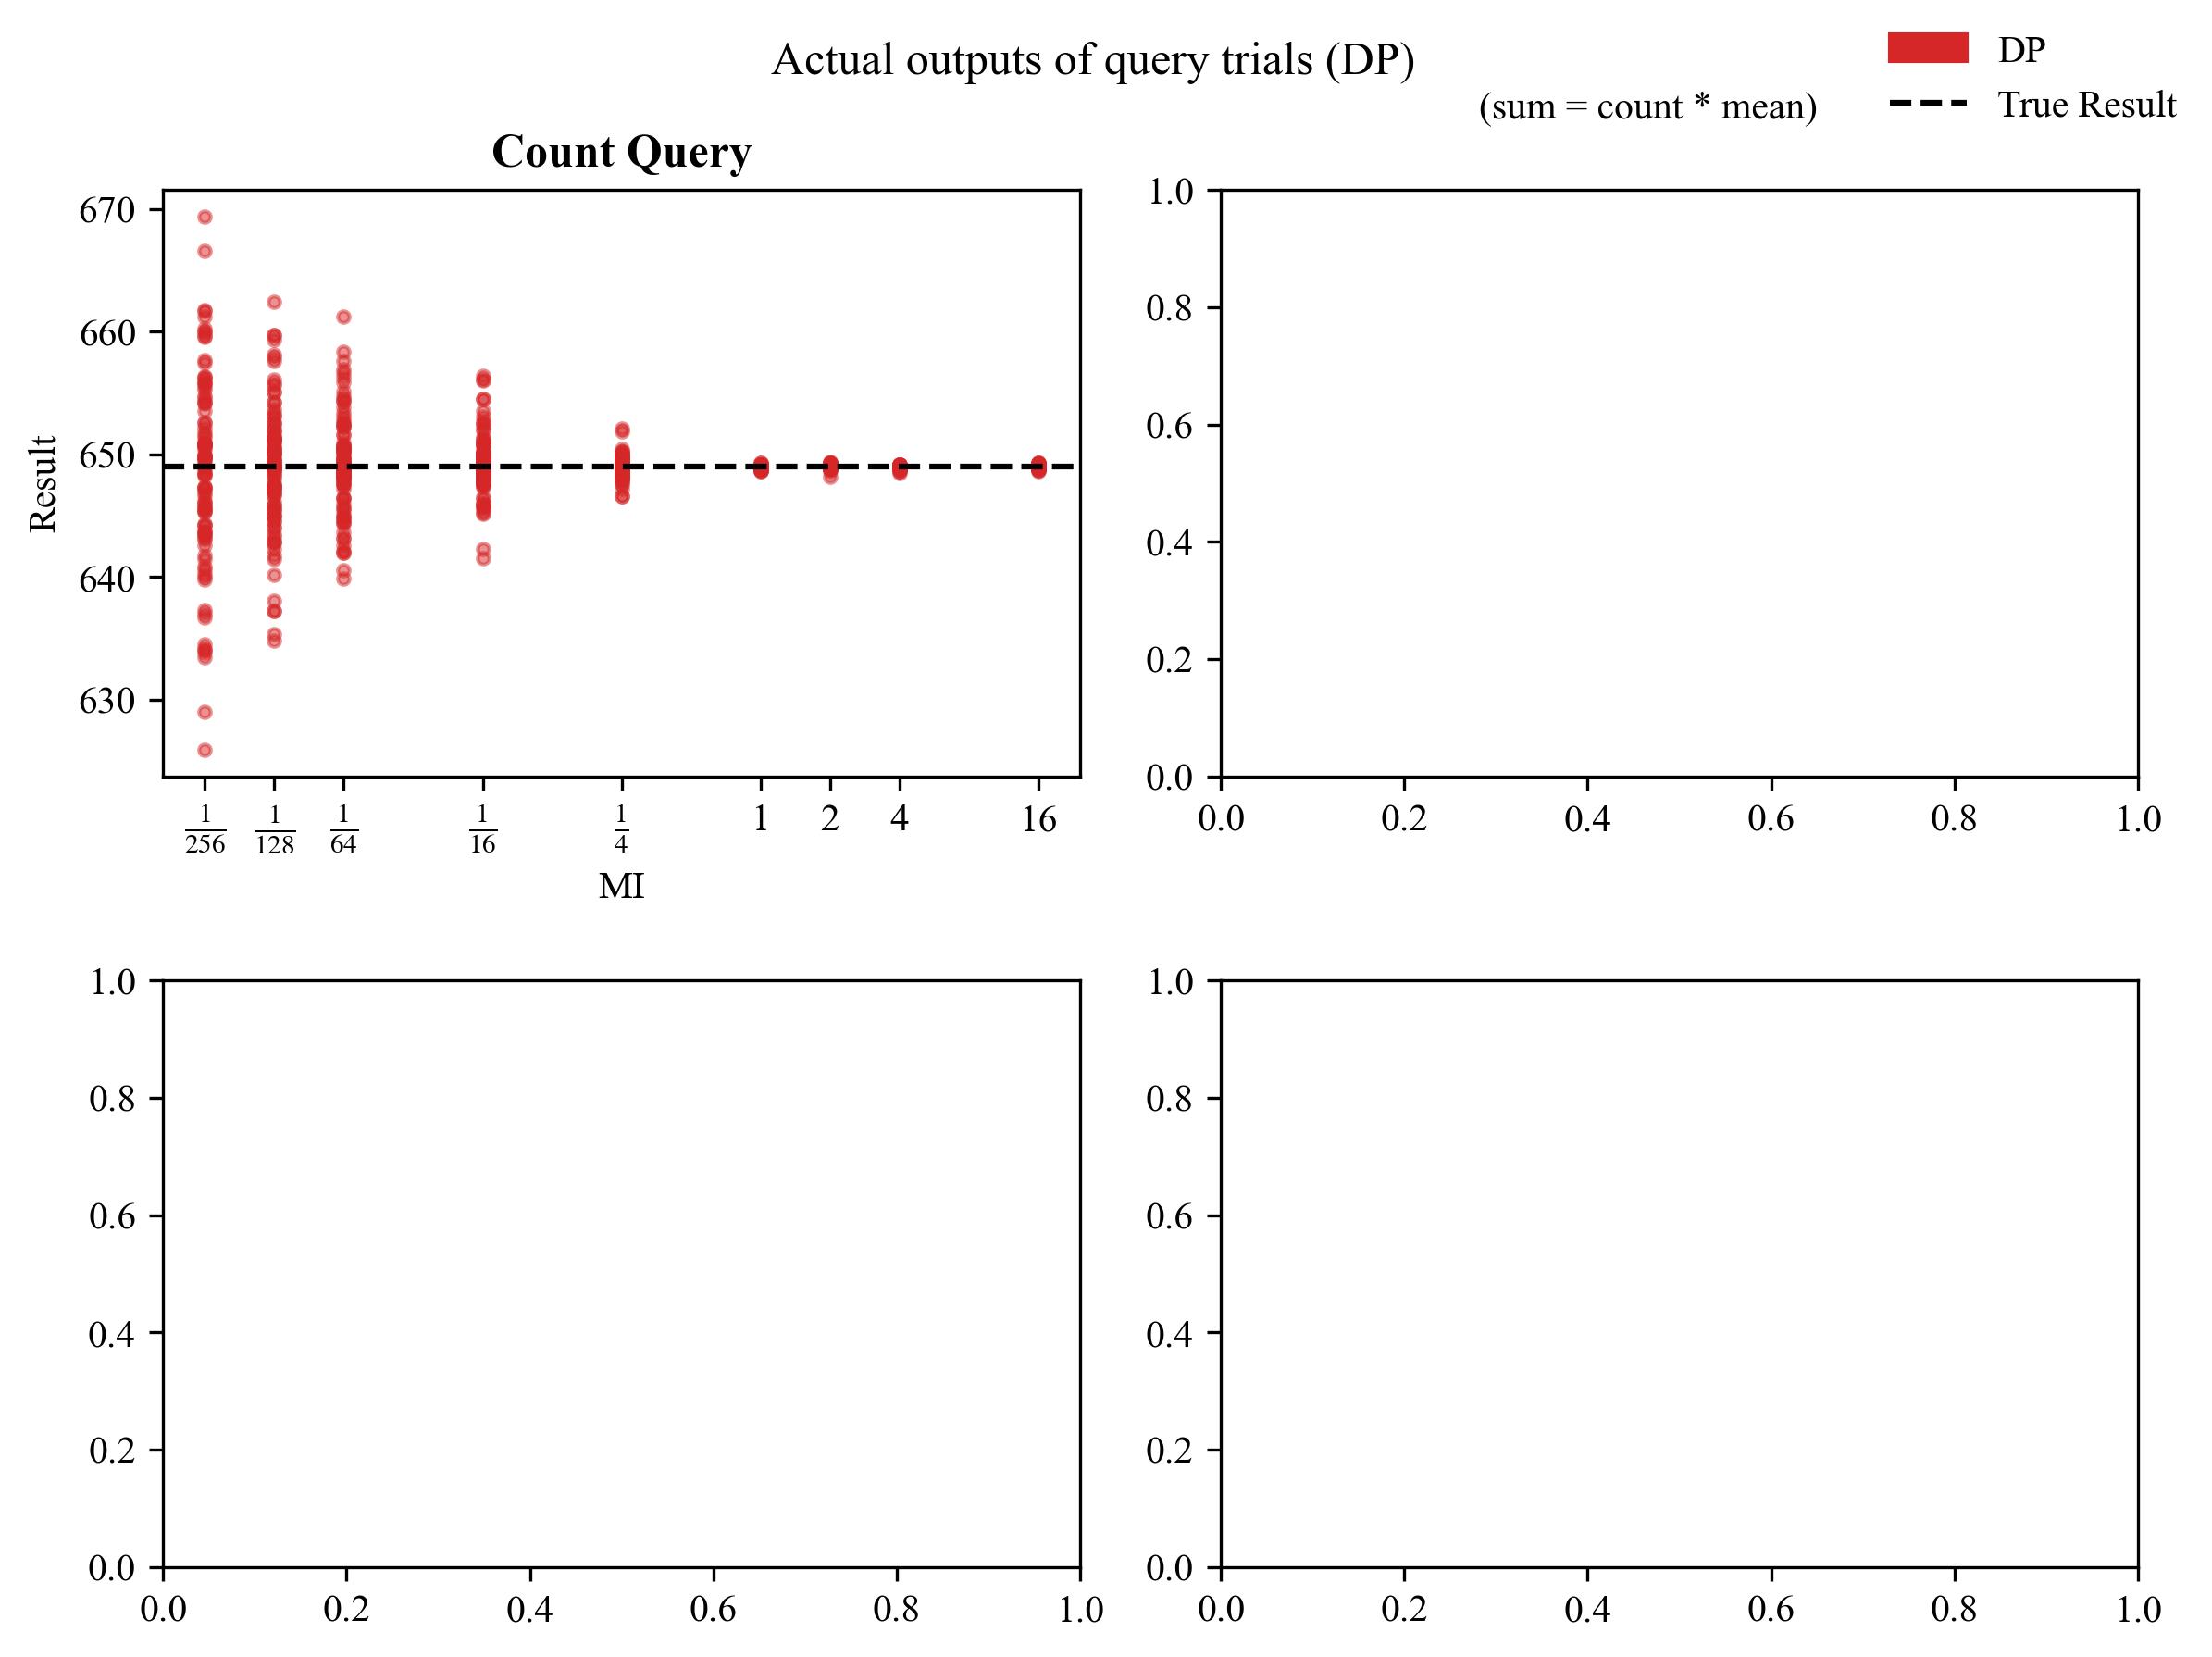 Actual outputs of query trials (DP)
DP
(sum = count * mean)
True Result
Count Query
670
660
650
640
630
Result
1/256 1/128 1/64 1/16 1/4 1 2 4 16
MI
1.0
0.8
0.6
0.4
0.2
0.0
0.0 0.2 0.4 0.6 0.8 1.0
1.0
0.8
0.6
0.4
0.2
0.0
0.0 0.2 0.4 0.6 0.8 1.0
1.0
0.8
0.6
0.4
0.2
0.0
0.0 0.2 0.4 0.6 0.8 1.0